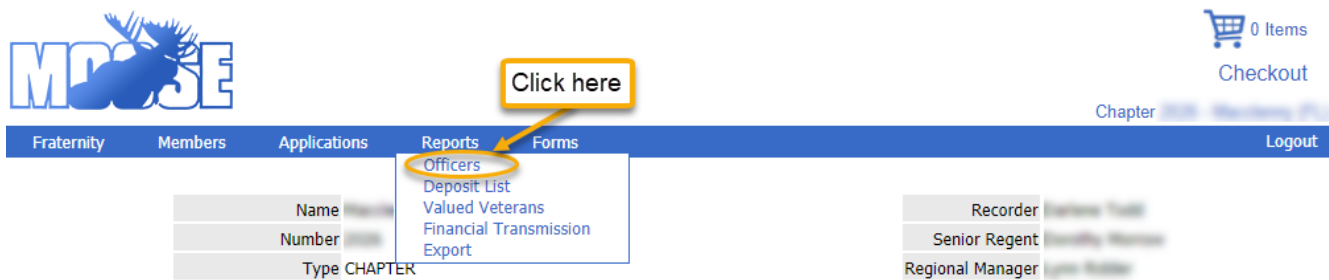 MOOSE
0 Items
Checkout
Click here
Chapter
Fraternity Members Applications Reports Forms Logout
Officers
Deposit List
Valued Veterans
Financial Transmission
Export
Name
Number
Type CHAPTER
Recorder
Senior Regent
Regional Manager